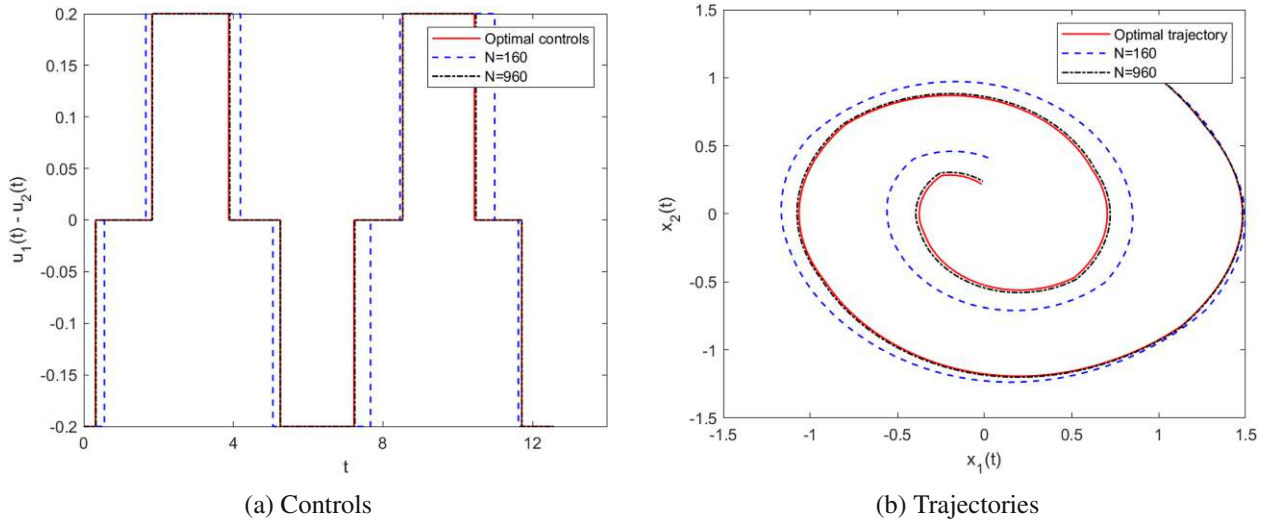 0.2
0.15
0.1
0.05
0
-0.05
-0.1
-0.15
-0.2
u₁(t) - u₂(t)
0 4 8 12
t
Optimal controls
N=160
N=960
(a) Controls
1.5
1
0.5
0
-0.5
-1
-1.5
x₂(t)
-1.5 -1 -0.5 0 0.5 1 1.5
x₁(t)
Optimal trajectory
N=160
N=960
(b) Trajectories